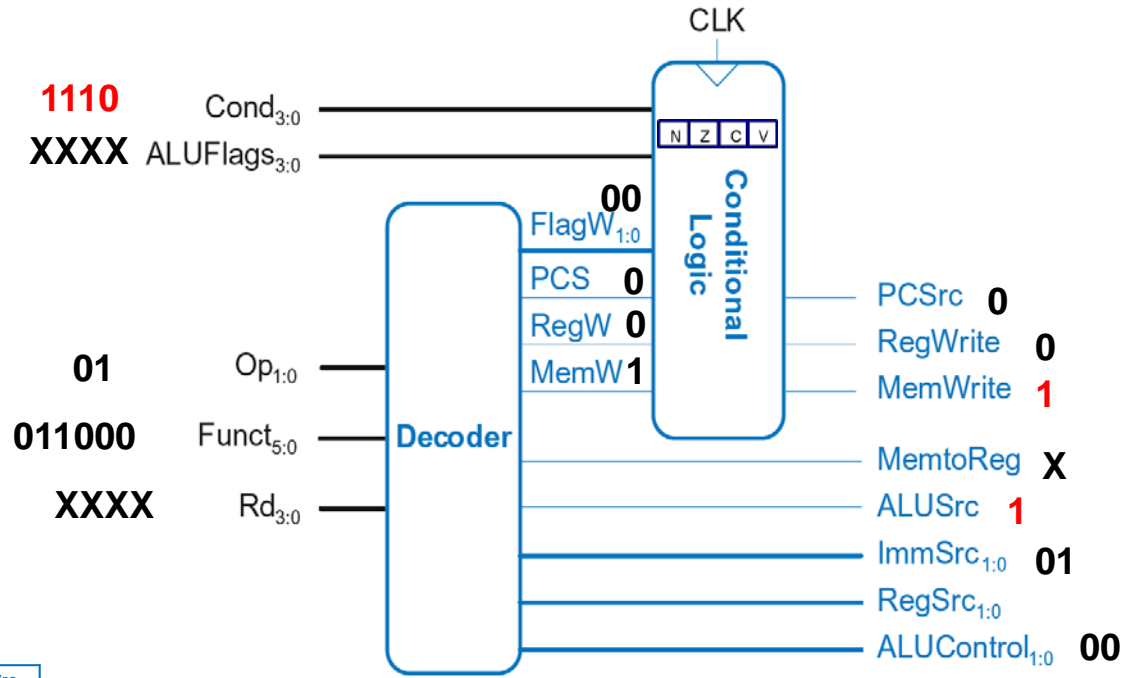 CLK
1110 Cond3:0
XXXX ALUFlags3:0
N Z C V
Conditional
Logic
00
FlagW1:0
PCS 0
RegW 0
MemW 1
PCSrc 0
RegWrite 0
MemWrite 1
01 Op1:0
011000 Funct5:0
XXXX Rd3:0
Decoder
MemtoReg X
ALUSrc 1
ImmSrc1:0 01
RegSrc1:0
ALUControl1:0 00